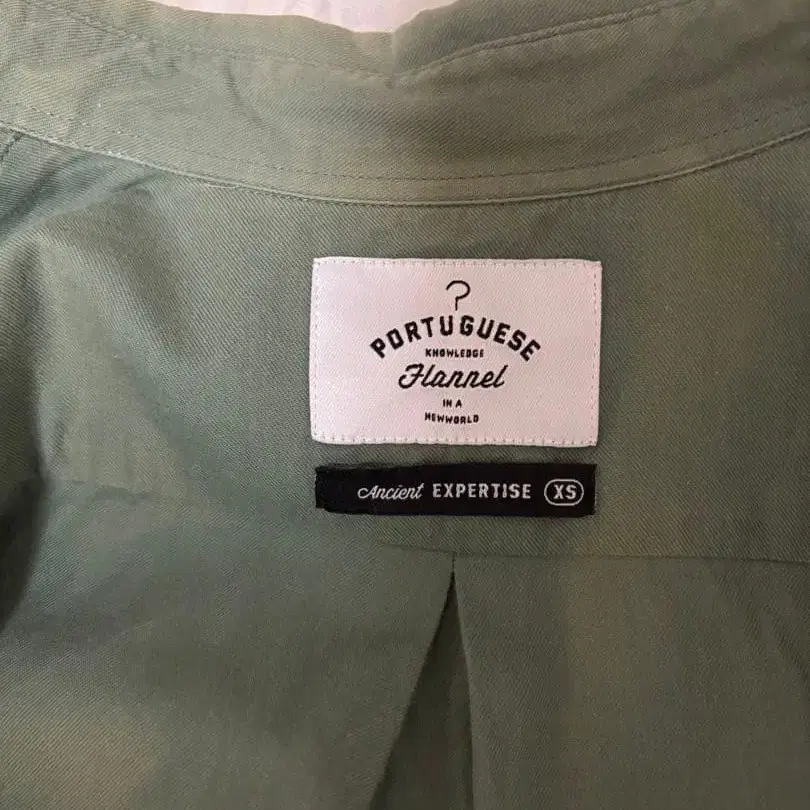 PORTUGUESE
KNOWLEDGE
Flannel
IN A
NEWWORLD
Ancient EXPERTISE XS